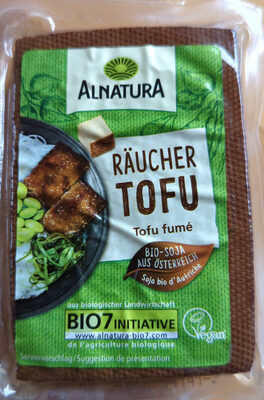 ALNATURA
RÄUCHER
TOFU
Tofu fumé
BIO-SOJA
AUS ÖSTERREICH
Soja bio d'Autriche
aus biologischer Landwirtschaft
BIO7INITIATIVE
www.alnatura-bio7.com
de l'agriculture biologique
Vegan
Serviervorschlag/Suggestion de présentation